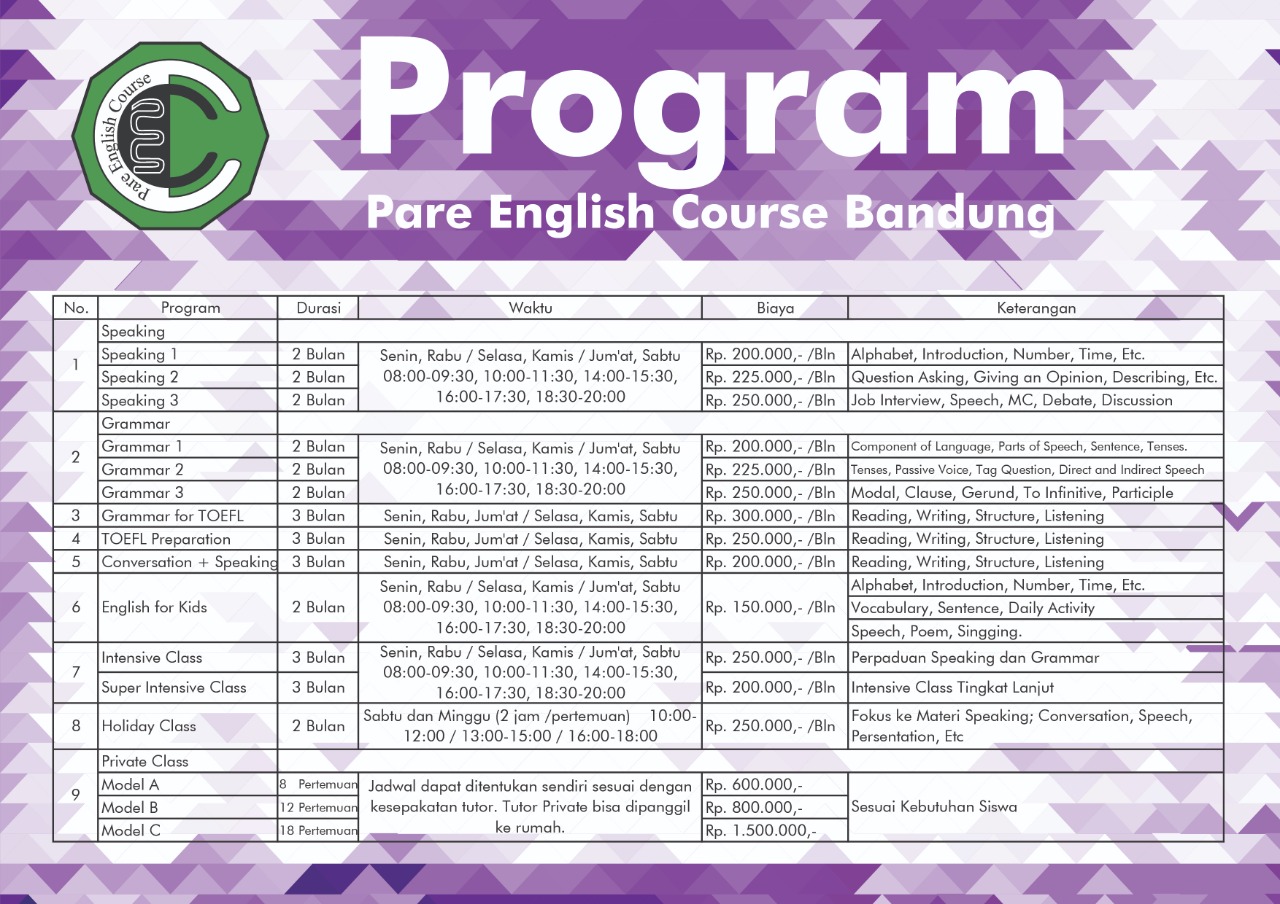 Pare English Course
Program
Pare English Course Bandung
No. Program Durasi Waktu Biaya Keterangan
1 Speaking
Speaking 1 2 Bulan Senin, Rabu / Selasa, Kamis / Jum'at, Sabtu Rp. 200.000,- /Bln Alphabet, Introduction, Number, Time, Etc.
Speaking 2 2 Bulan 08:00-09:30, 10:00-11:30, 14:00-15:30, Rp. 225.000,- /Bln Question Asking, Giving an Opinion, Describing, Etc.
Speaking 3 2 Bulan 16:00-17:30, 18:30-20:00 Rp. 250.000,- /Bln Job Interview, Speech, MC, Debate, Discussion
2 Grammar
Grammar 1 2 Bulan Senin, Rabu / Selasa, Kamis / Jum'at, Sabtu Rp. 200.000,- /Bln Component of Language, Parts of Speech, Sentence, Tenses.
Grammar 2 2 Bulan 08:00-09:30, 10:00-11:30, 14:00-15:30, Rp. 225.000,- /Bln Tenses, Passive Voice, Tag Question, Direct and Indirect Speech
Grammar 3 2 Bulan 16:00-17:30, 18:30-20:00 Rp. 250.000,- /Bln Modal, Clause, Gerund, To Infinitive, Participle
3 Grammar for TOEFL 3 Bulan Senin, Rabu, Jum'at / Selasa, Kamis, Sabtu Rp. 300.000,- /Bln Reading, Writing, Structure, Listening
4 TOEFL Preparation 3 Bulan Senin, Rabu, Jum'at / Selasa, Kamis, Sabtu Rp. 250.000,- /Bln Reading, Writing, Structure, Listening
5 Conversation + Speaking 3 Bulan Senin, Rabu, Jum'at / Selasa, Kamis, Sabtu Rp. 200.000,- /Bln Reading, Writing, Structure, Listening
Senin, Rabu / Selasa, Kamis / Jum'at, Sabtu Alphabet, Introduction, Number, Time, Etc.
6 English for Kids 2 Bulan 08:00-09:30, 10:00-11:30, 14:00-15:30, Rp. 150.000,- /Bln Vocabulary, Sentence, Daily Activity
16:00-17:30, 18:30-20:00 Speech, Poem, Singging.
7 Intensive Class 3 Bulan Senin, Rabu / Selasa, Kamis / Jum'at, Sabtu Rp. 250.000,- /Bln Perpaduan Speaking dan Grammar
08:00-09:30, 10:00-11:30, 14:00-15:30,
Super Intensive Class 3 Bulan 16:00-17:30, 18:30-20:00 Rp. 200.000,- /Bln Intensive Class Tingkat Lanjut
8 Holiday Class 2 Bulan Sabtu dan Minggu (2 jam /pertemuan) 10:00- Rp. 250.000,- /Bln Fokus ke Materi Speaking; Conversation, Speech,
12:00 / 13:00-15:00 / 16:00-18:00 Persentation, Etc
9 Private Class
Model A 8 Pertemuan Jadwal dapat ditentukan sendiri sesuai dengan Rp. 600.000,-
Model B 12 Pertemuan kesepakatan tutor. Tutor Private bisa dipanggil Rp. 800.000,- Sesuai Kebutuhan Siswa
Model C 18 Pertemuan ke rumah. Rp. 1.500.000,-